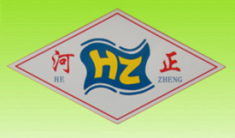 河 HZ 正
HE ZHENG